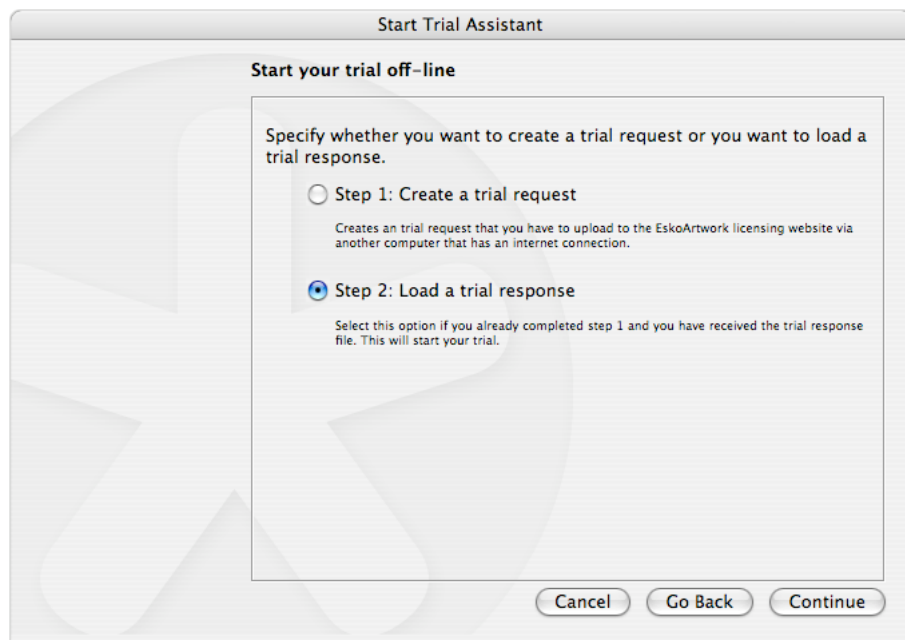 Start Trial Assistant
Start your trial off-line
Specify whether you want to create a trial request or you want to load a
trial response.
Step 1: Create a trial request
Creates an trial request that you have to upload to the EskoArtwork licensing website via
another computer that has an internet connection.
Step 2: Load a trial response
Select this option if you already completed step 1 and you have received the trial response
file. This will start your trial.
Cancel Go Back Continue